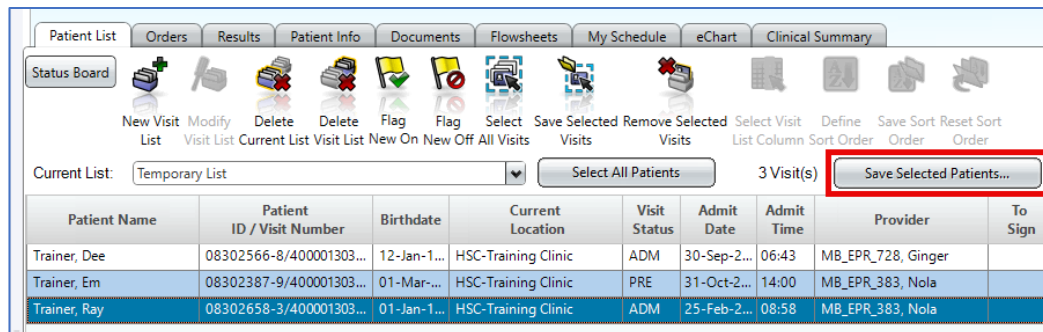 Patient List Orders Results Patient Info Documents Flowsheets My Schedule eChart Clinical Summary
Status Board
New Visit Modify Delete Delete Flag Flag Select Save Selected Remove Selected Select Visit Define Save Sort Reset Sort
List Visit List Current List Visit List New On New Off All Visits Visits Visits List Column Sort Order Order Order
Current List: Temporary List Select All Patients 3 Visit(s) Save Selected Patients...
Patient Name Patient Birthdate Current Visit Admit Admit Provider To
ID / Visit Number Location Status Date Time Sign
Trainer, Dee 08302566-8/400001303... 12-Jan-1... HSC-Training Clinic ADM 30-Sep-2... 06:43 MB_EPR_728, Ginger
Trainer, Em 08302387-9/400001303... 01-Mar-... HSC-Training Clinic PRE 31-Oct-2... 14:00 MB_EPR_383, Nola
Trainer, Ray 08302658-3/400001303... 01-Jan-1... HSC-Training Clinic ADM 25-Feb-2... 08:58 MB_EPR_383, Nola